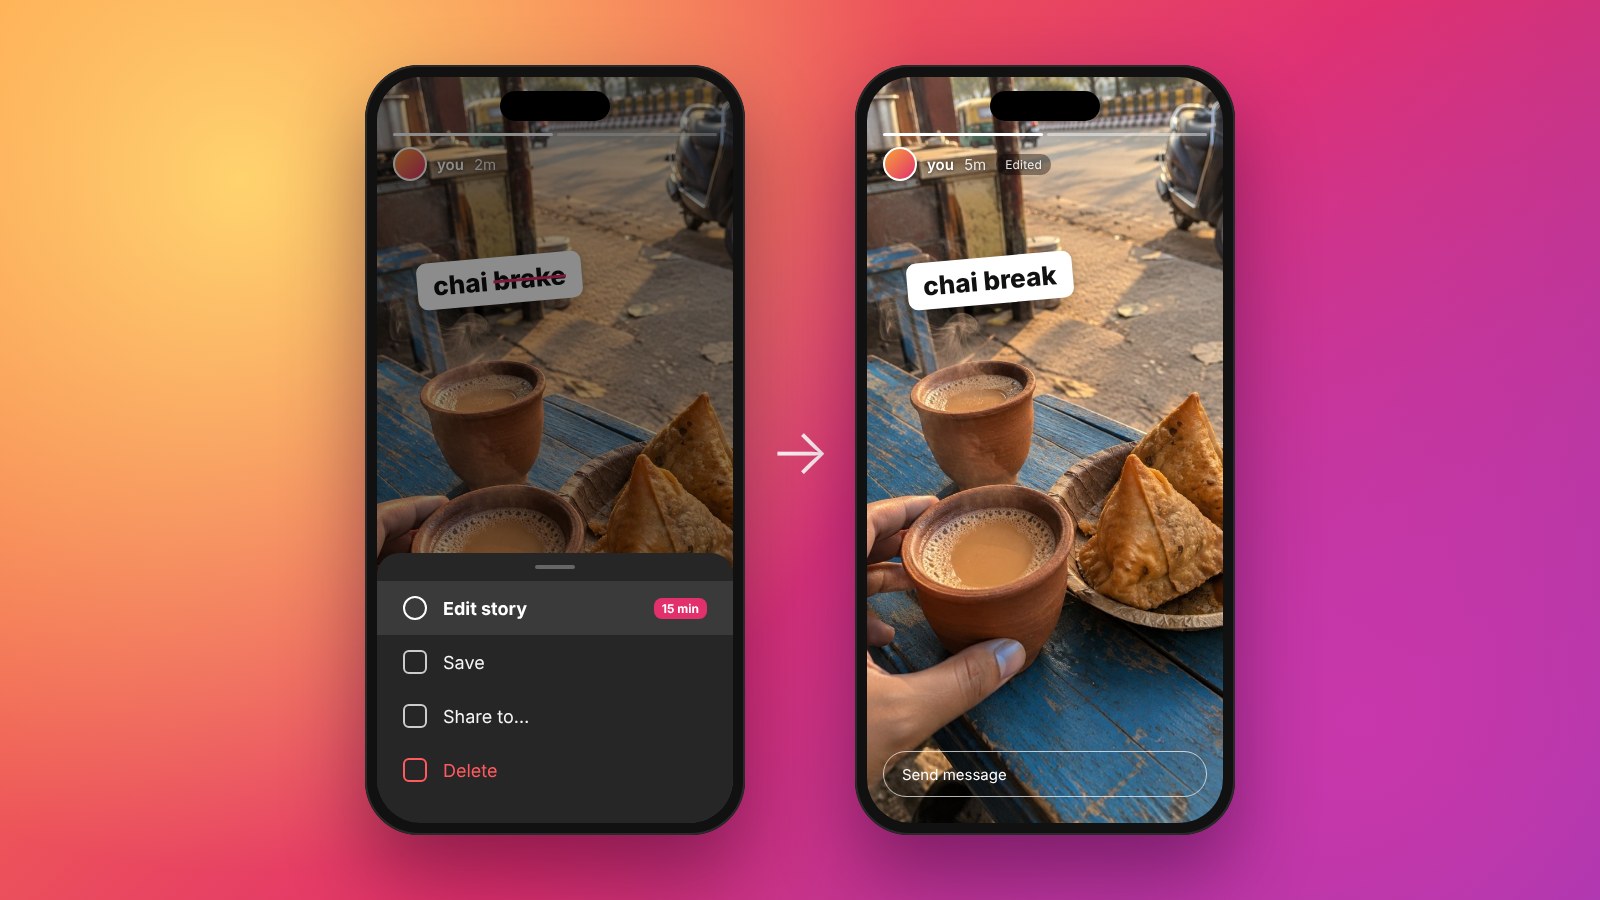 you 2m
chai brake
Edit story 15 min
Save
Share to...
Delete
you 5m Edited
chai break
Send message